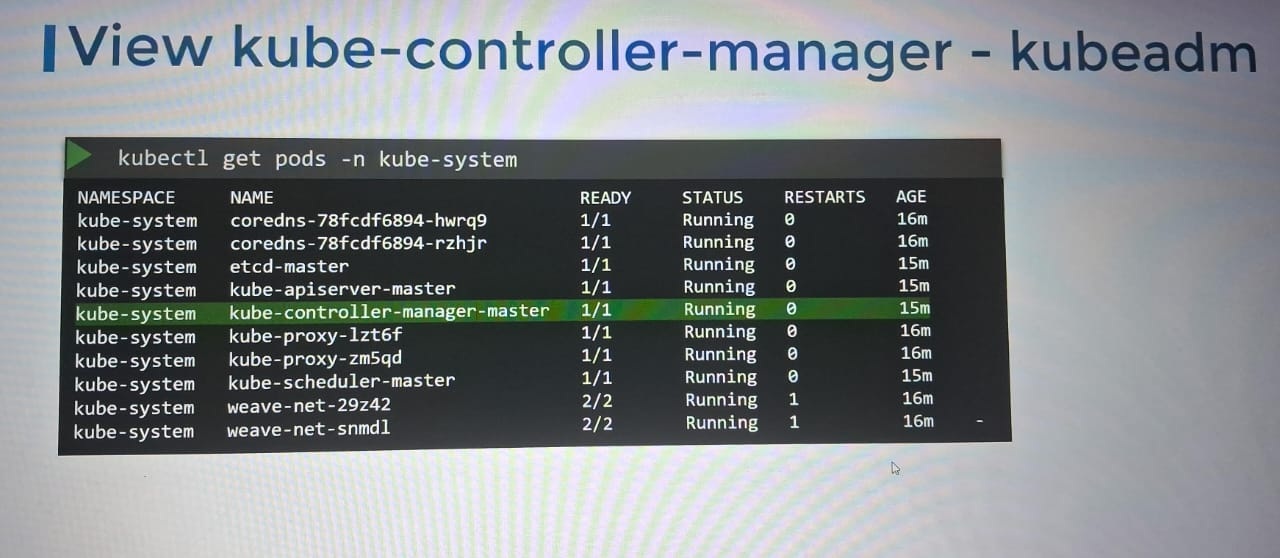 View kube-controller-manager - kubeadm
kubectl get pods -n kube-system
NAMESPACE NAME READY STATUS RESTARTS AGE
kube-system coredns-78fcdf6894-hwrq9 1/1 Running 0 16m
kube-system coredns-78fcdf6894-rzhjr 1/1 Running 0 16m
kube-system etcd-master 1/1 Running 0 15m
kube-system kube-apiserver-master 1/1 Running 0 15m
kube-system kube-controller-manager-master 1/1 Running 0 15m
kube-system kube-proxy-lzt6f 1/1 Running 0 16m
kube-system kube-proxy-zm5qd 1/1 Running 0 16m
kube-system kube-scheduler-master 1/1 Running 0 15m
kube-system weave-net-29z42 2/2 Running 1 16m
kube-system weave-net-snmdl 2/2 Running 1 16m -